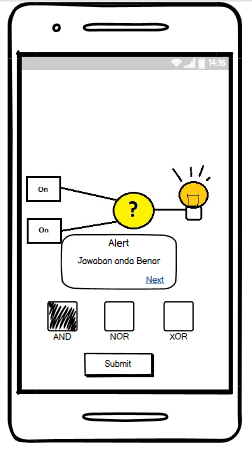 14:16
On
?
On
Alert
Jawaban anda Benar
Next
AND NOR XOR
Submit